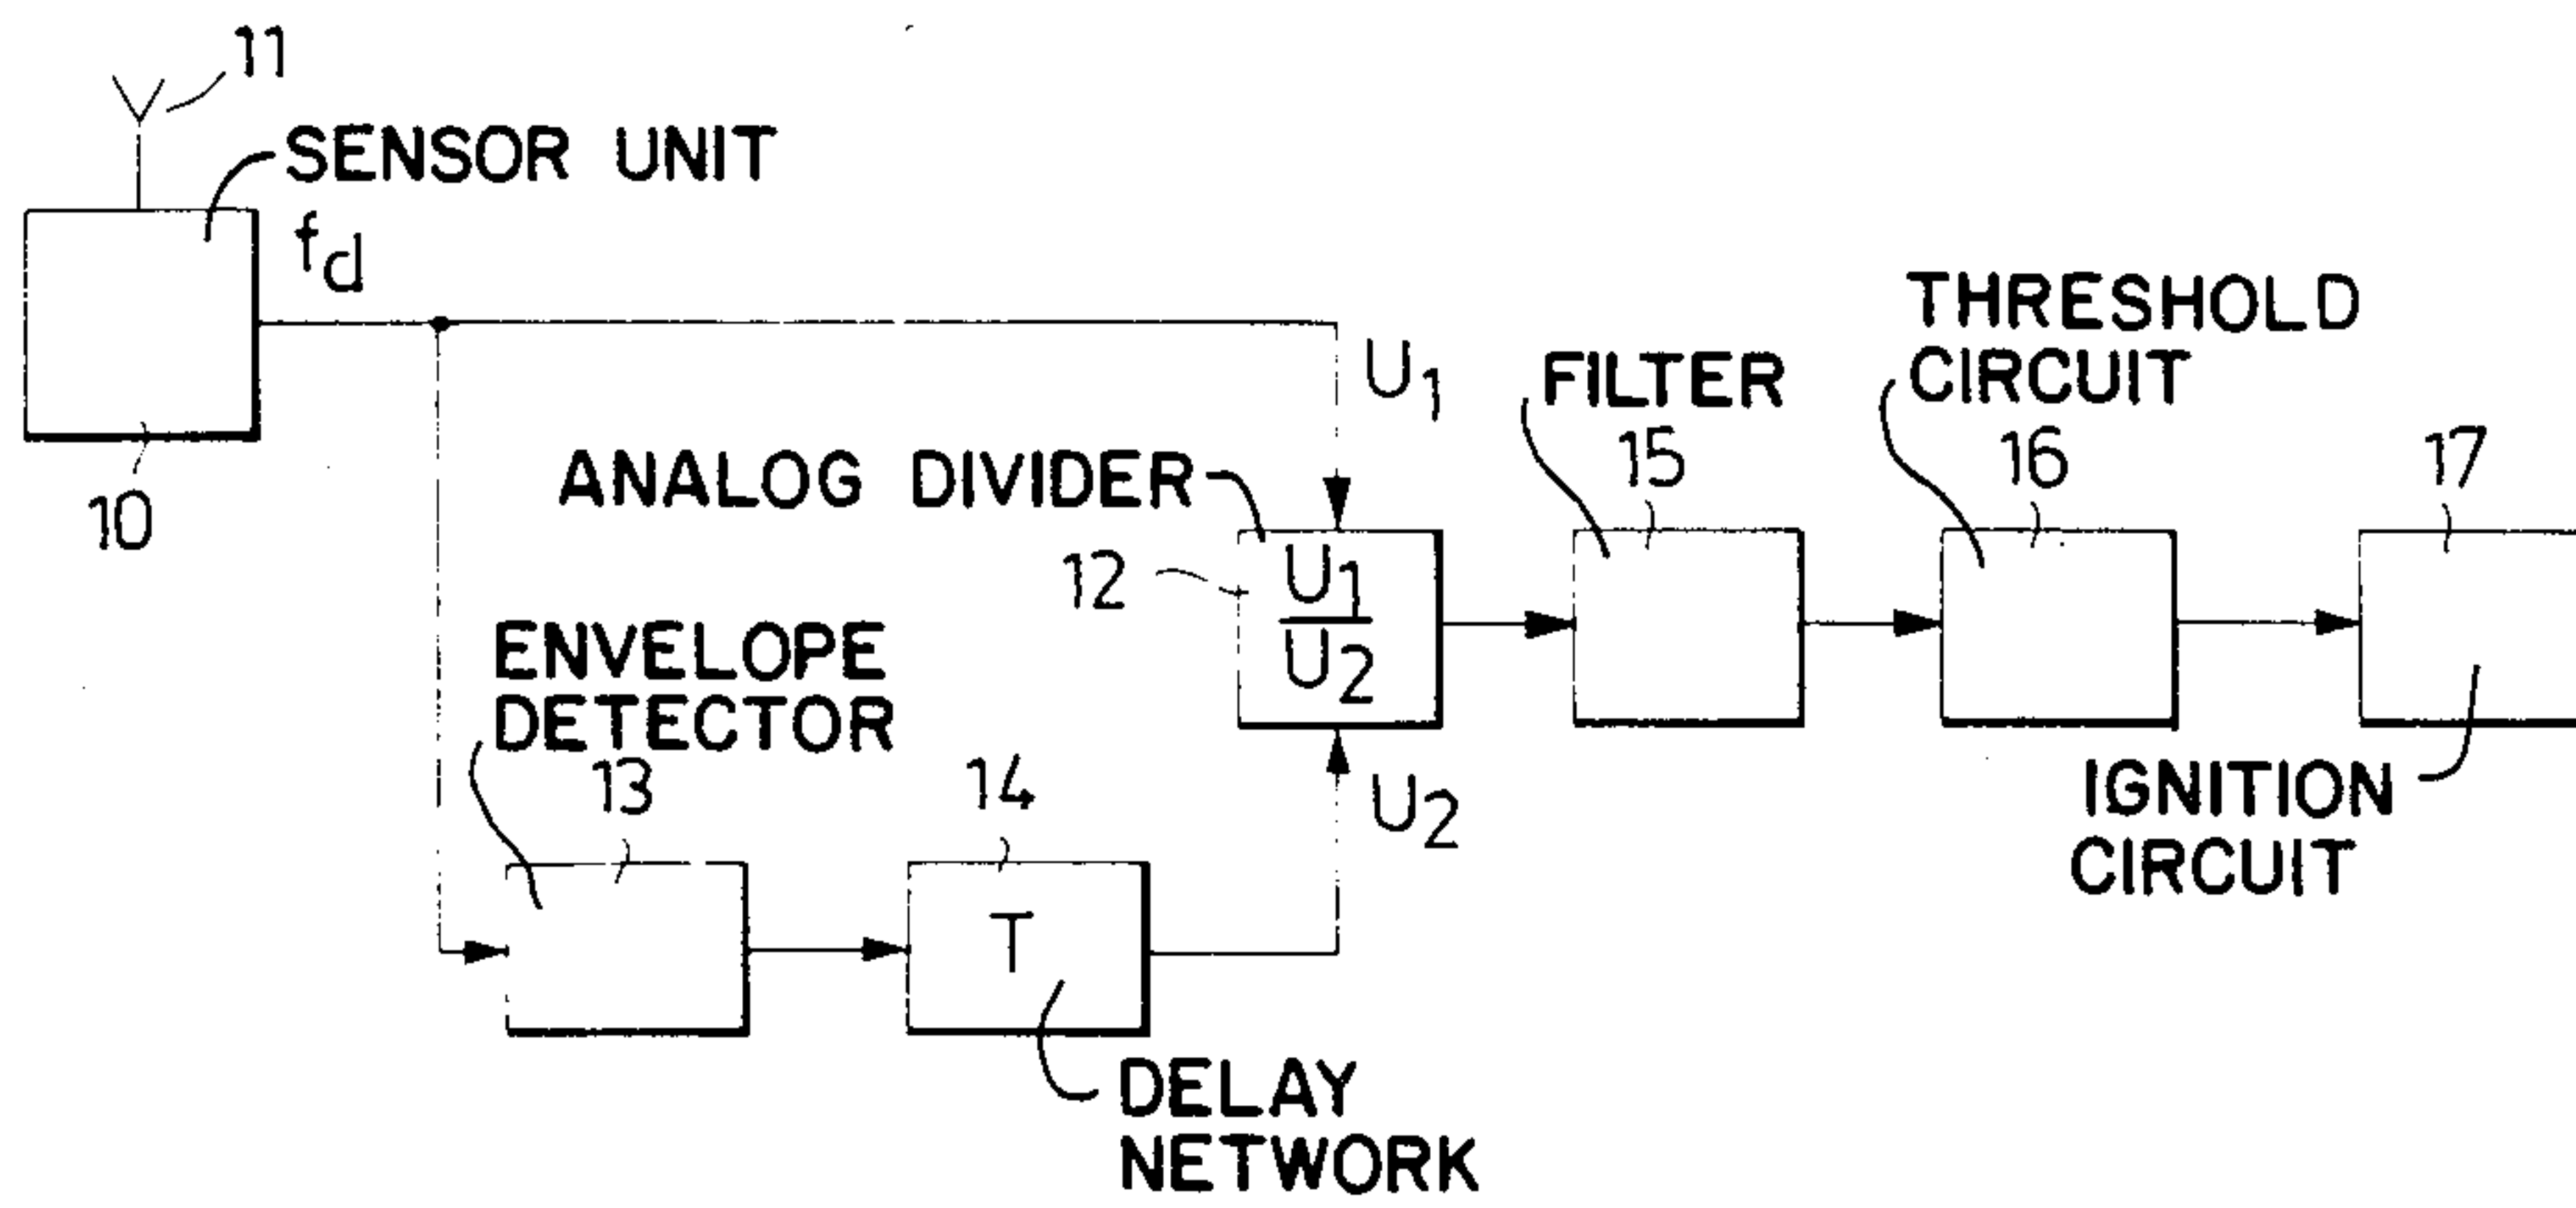 11
SENSOR UNIT
fd
10
U1
ANALOG DIVIDER
12
U1
U2
FILTER
15
THRESHOLD
CIRCUIT
16
17
IGNITION
CIRCUIT
ENVELOPE
DETECTOR
13
14
T
U2
DELAY
NETWORK